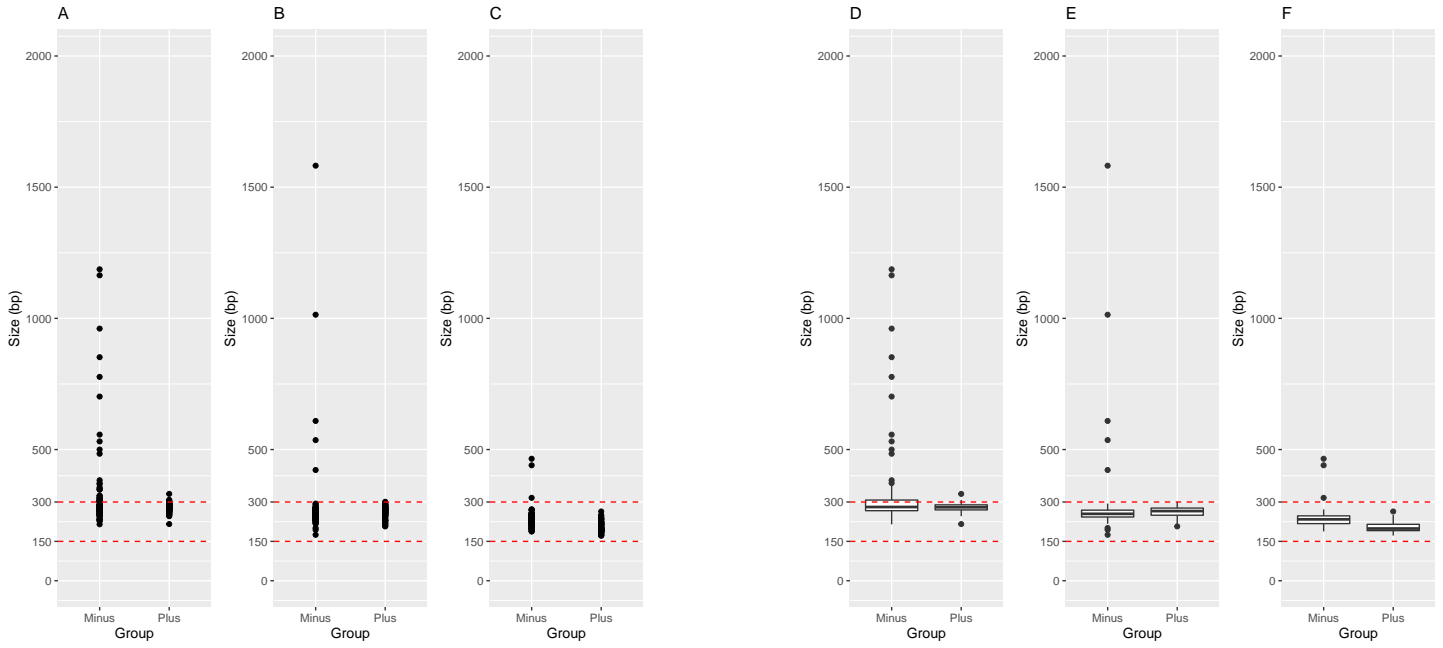 A B C D E F
2000 2000 2000 2000 2000 2000
1500 1500 1500 1500 1500 1500
1000 1000 1000 1000 1000 1000
Size (bp) Size (bp) Size (bp) Size (bp) Size (bp) Size (bp)
500 500 500 500 500 500
300 300 300 300 300 300
150 150 150 150 150 150
0 0 0 0 0 0
Minus Plus Minus Plus Minus Plus Minus Plus Minus Plus Minus Plus
Group Group Group Group Group Group